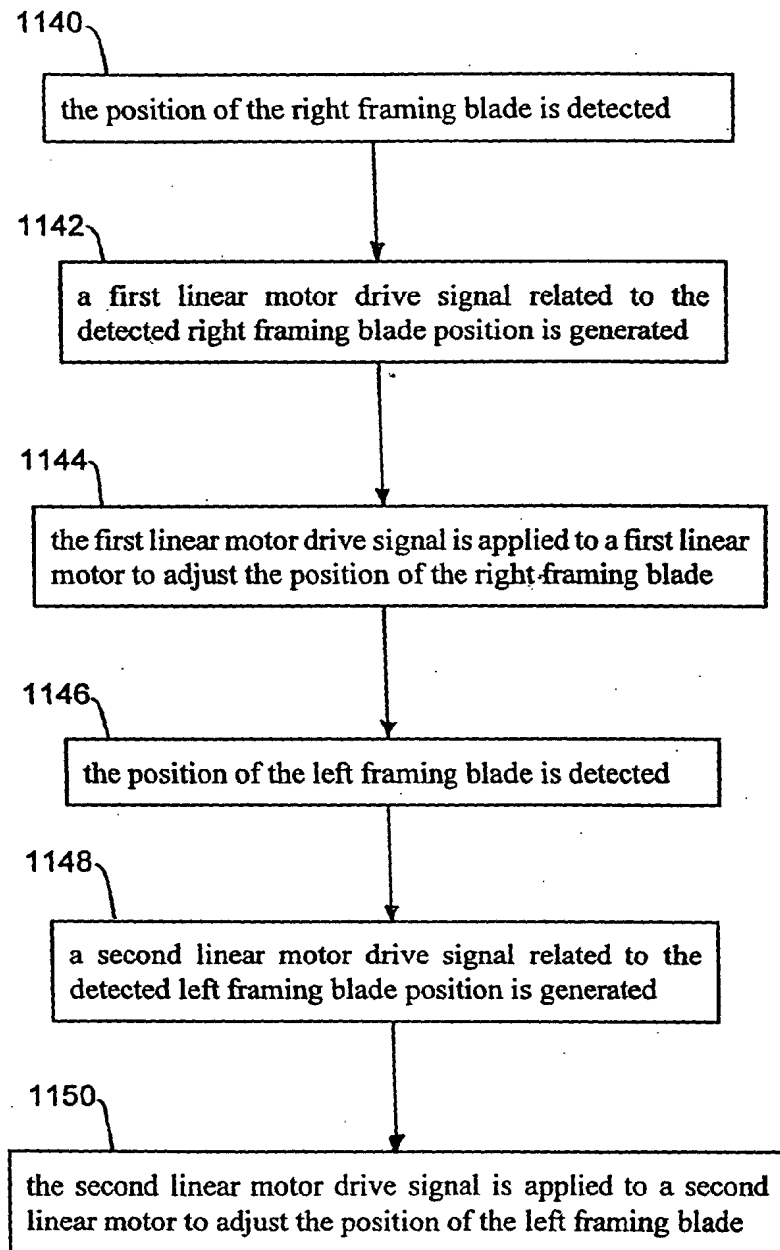 1140
the position of the right framing blade is detected
1142
a first linear motor drive signal related to the
detected right framing blade position is generated
1144
the first linear motor drive signal is applied to a first linear
motor to adjust the position of the right framing blade
1146
the position of the left framing blade is detected
1148
a second linear motor drive signal related to the
detected left framing blade position is generated
1150
the second linear motor drive signal is applied to a second
linear motor to adjust the position of the left framing blade